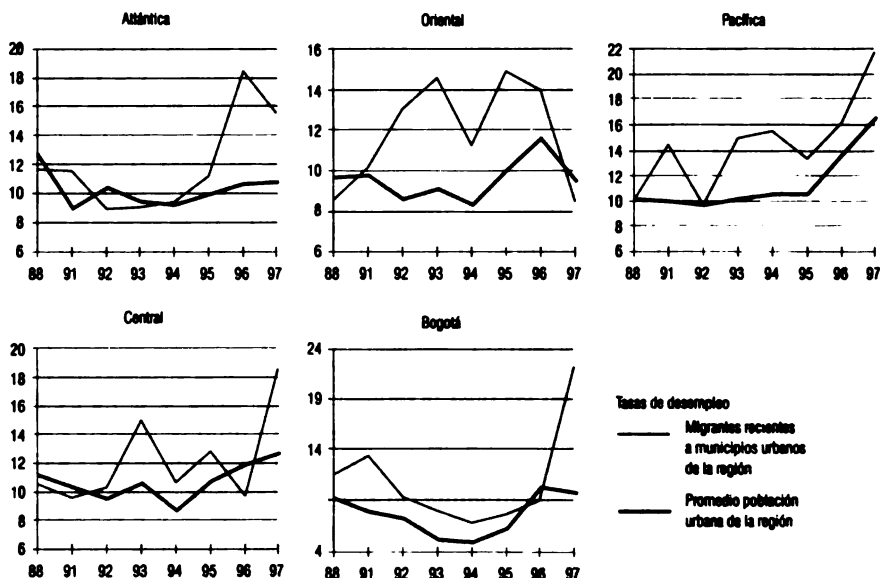 Atlántica
20
18
16
14
12
10
8
6
88 91 92 93 94 95 96 97
Oriental
16
14
12
10
8
6
88 91 92 93 94 95 96 97
Pacífica
22
20
18
16
14
12
10
8
6
88 91 92 93 94 95 96 97
Central
20
18
16
14
12
10
8
6
88 91 92 93 94 95 96 97
Bogotá
24
19
14
4
88 91 92 93 94 95 96 97
Tasas de desempleo
Migrantes recientes
a municipios urbanos
de la región
Promedio población
urbana de la región